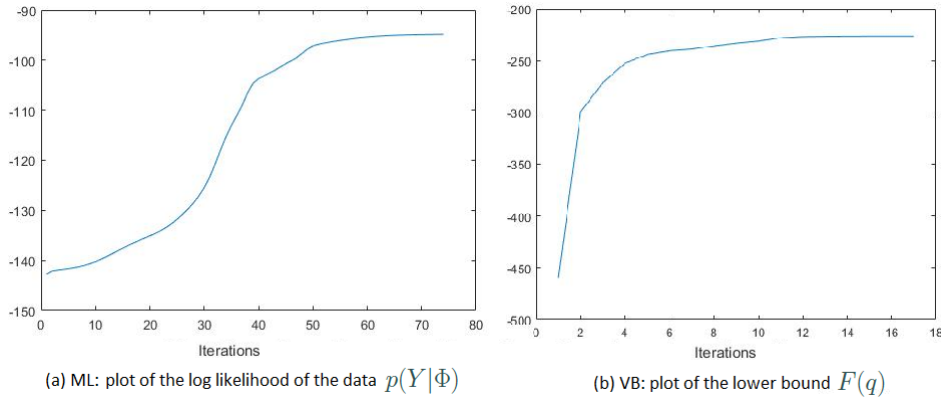 -90
-100
-110
-120
-130
-140
-150
0 10 20 30 40 50 60 70 80
Iterations
(a) ML: plot of the log likelihood of the data p(Y|Φ)
-200
-250
-300
-350
-400
-450
-500
0 2 4 6 8 10 12 14 16 18
Iterations
(b) VB: plot of the lower bound F(q)